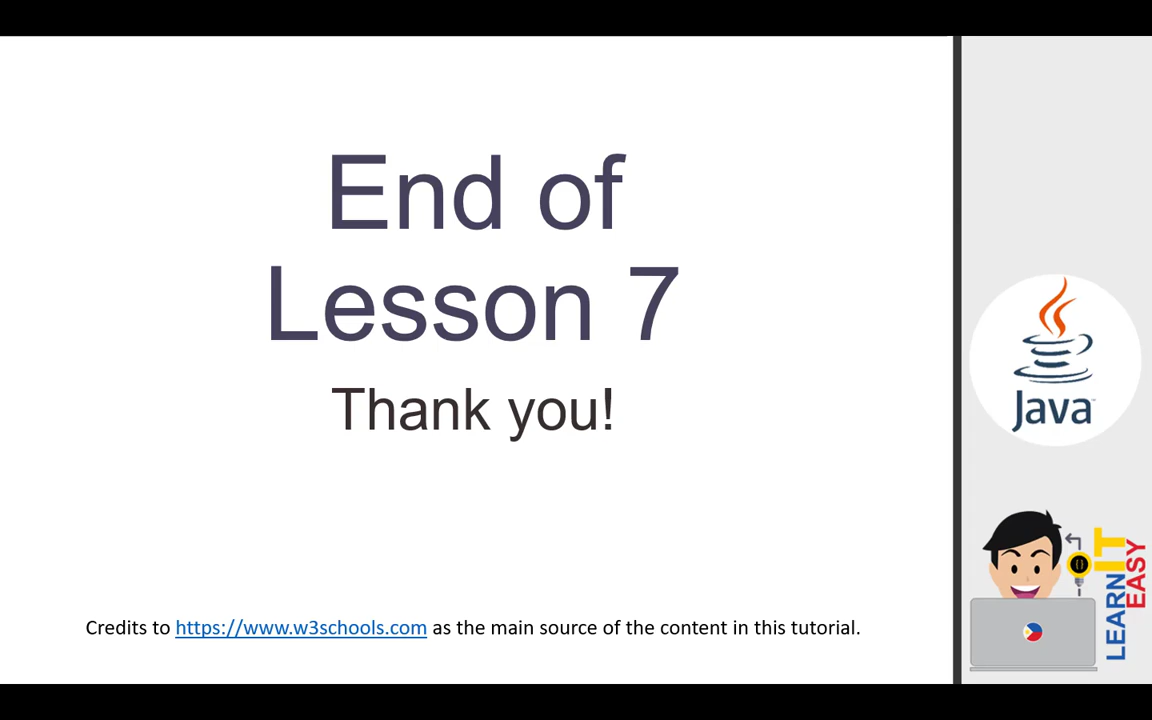 End of
Lesson 7
Thank you!
Credits to https://www.w3schools.com as the main source of the content in this tutorial.
Java™
LEARN IT
EASY